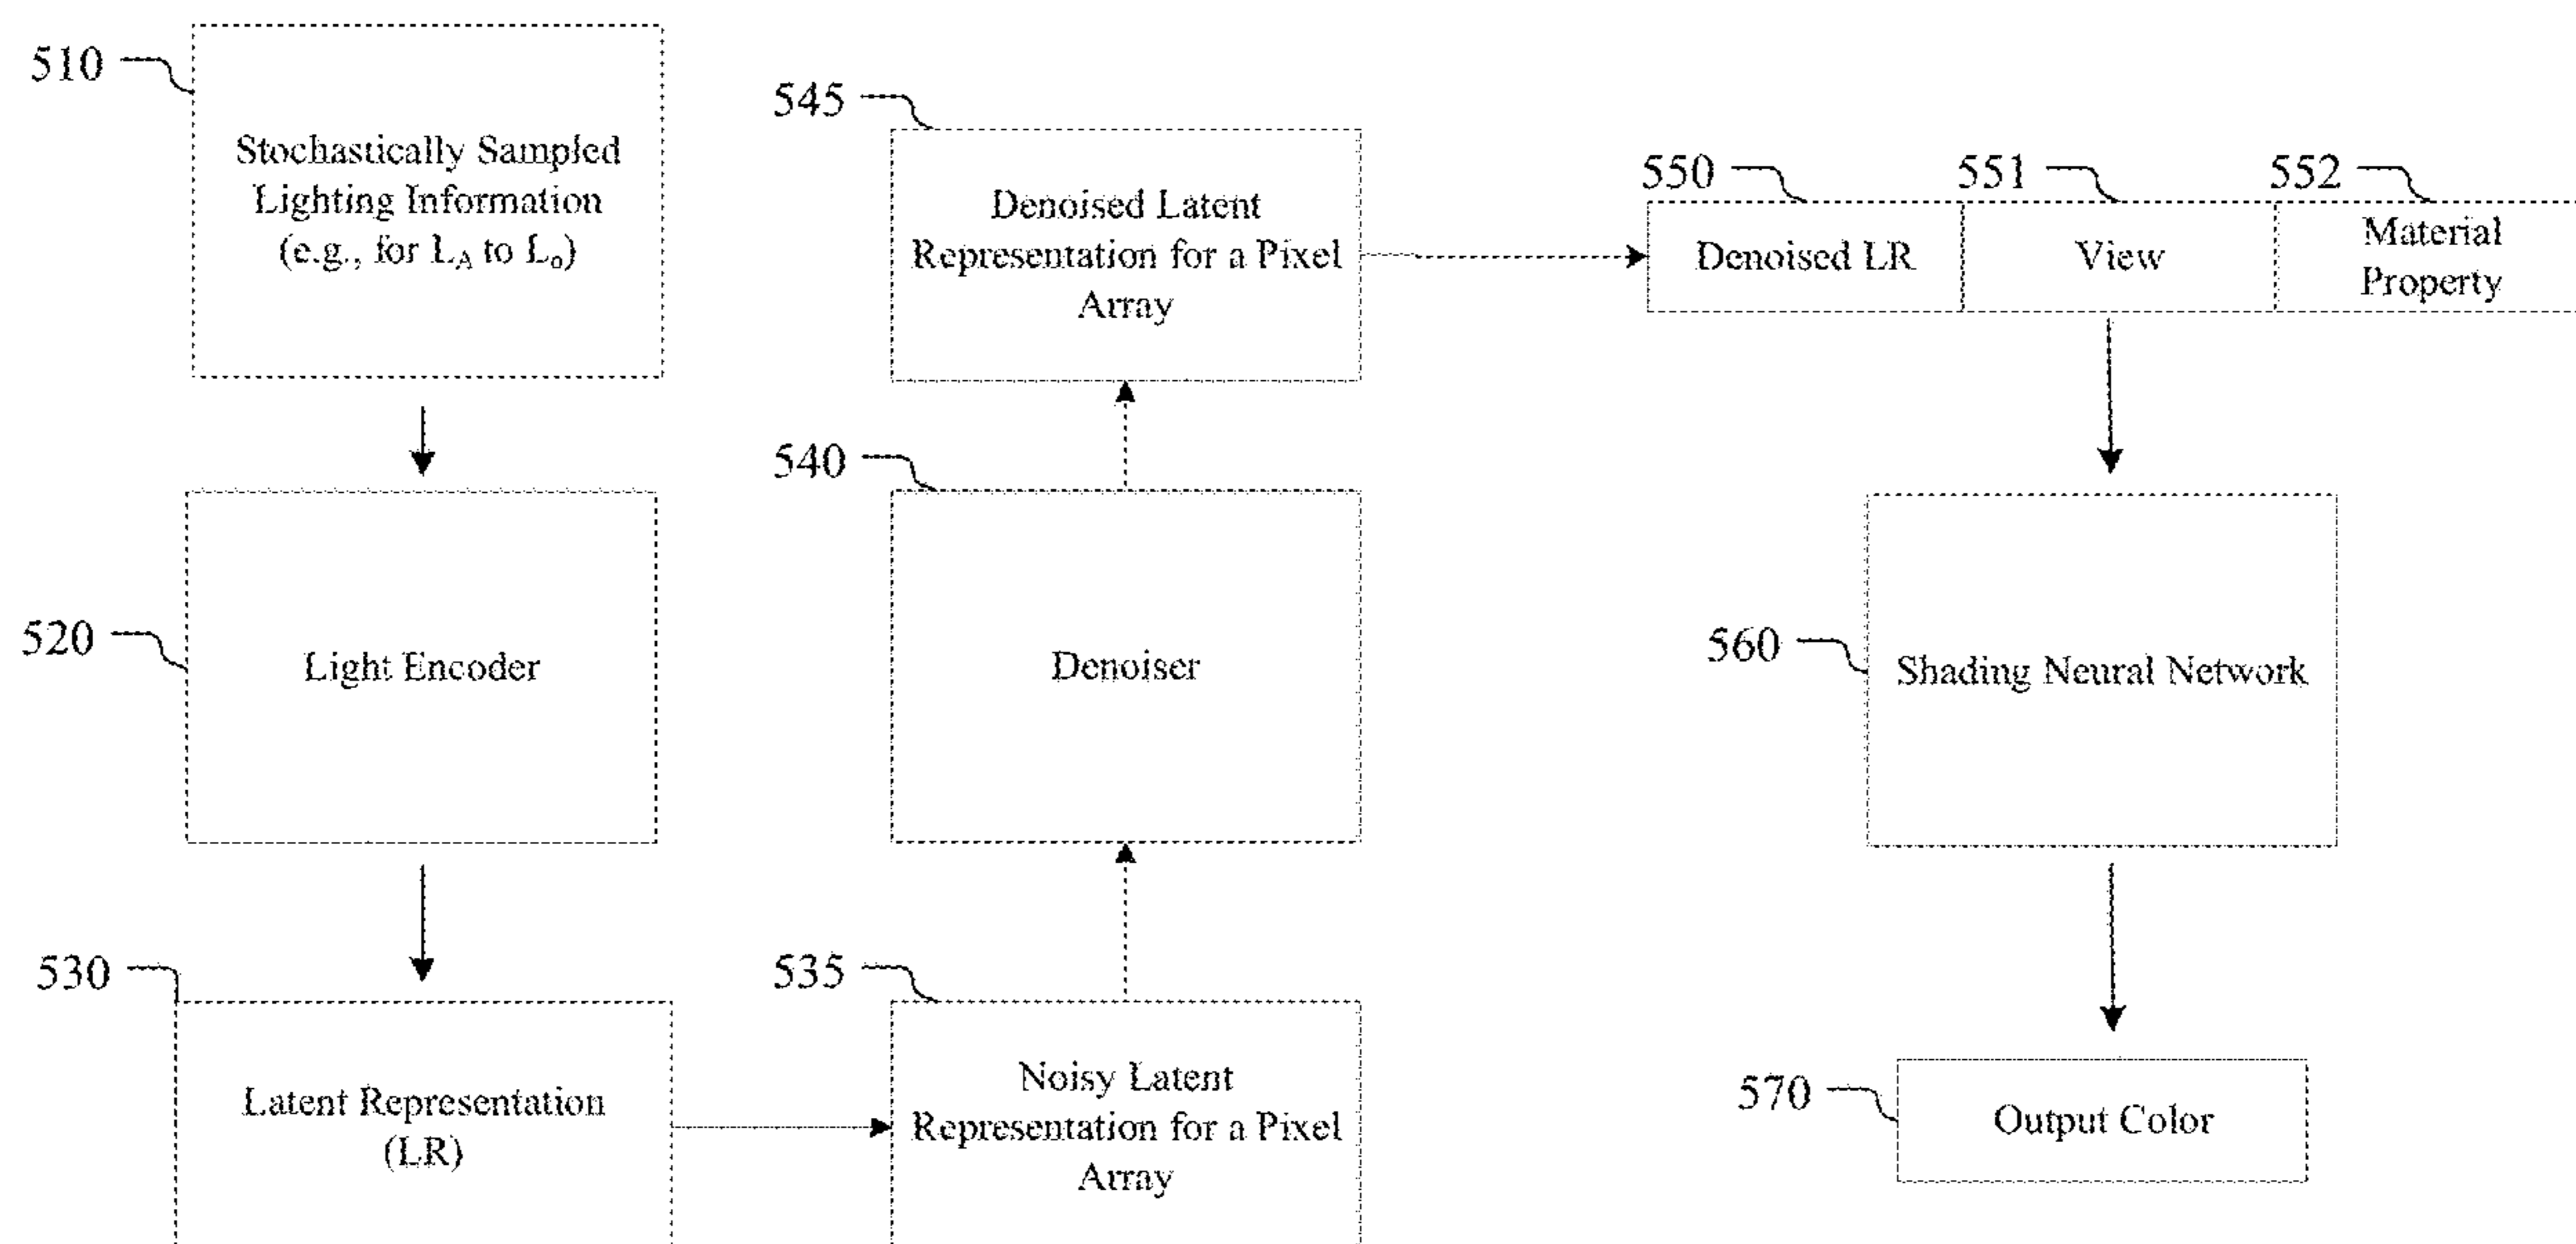 510
Stochastically Sampled
Lighting Information
(e.g., for L_A to L_o)
520
Light Encoder
530
Latent Representation
(LR)
535
Noisy Latent
Representation for a Pixel
Array
540
Denoiser
545
Denoised Latent
Representation for a Pixel
Array
550
Denoised LR
551
View
552
Material
Property
560
Shading Neural Network
570
Output Color